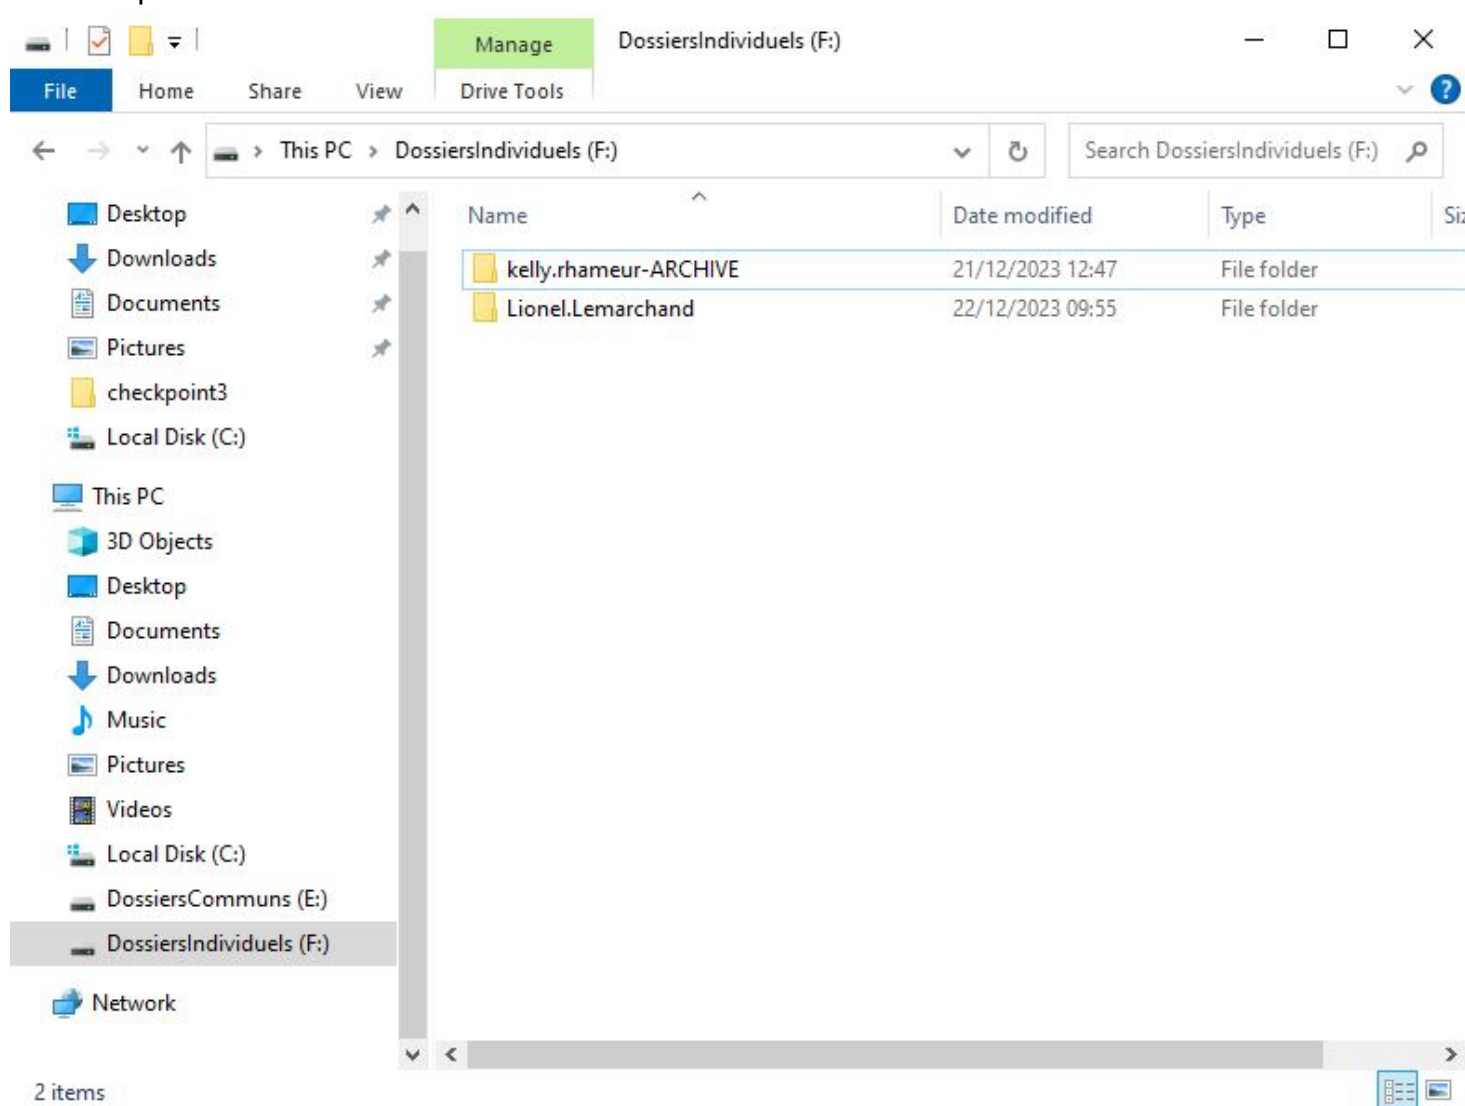 Manage
DossiersIndividuels (F:)
File
Home
Share
View
Drive Tools
This PC > DossiersIndividuels (F:)
Search DossiersIndividuels (F:)
Desktop
Downloads
Documents
Pictures
checkpoint3
Local Disk (C:)
This PC
3D Objects
Desktop
Documents
Downloads
Music
Pictures
Videos
Local Disk (C:)
DossiersCommuns (E:)
DossiersIndividuels (F:)
Network
Name Date modified Type
kelly.rhameur-ARCHIVE 21/12/2023 12:47 File folder
Lionel.Lemarchand 22/12/2023 09:55 File folder
2 items